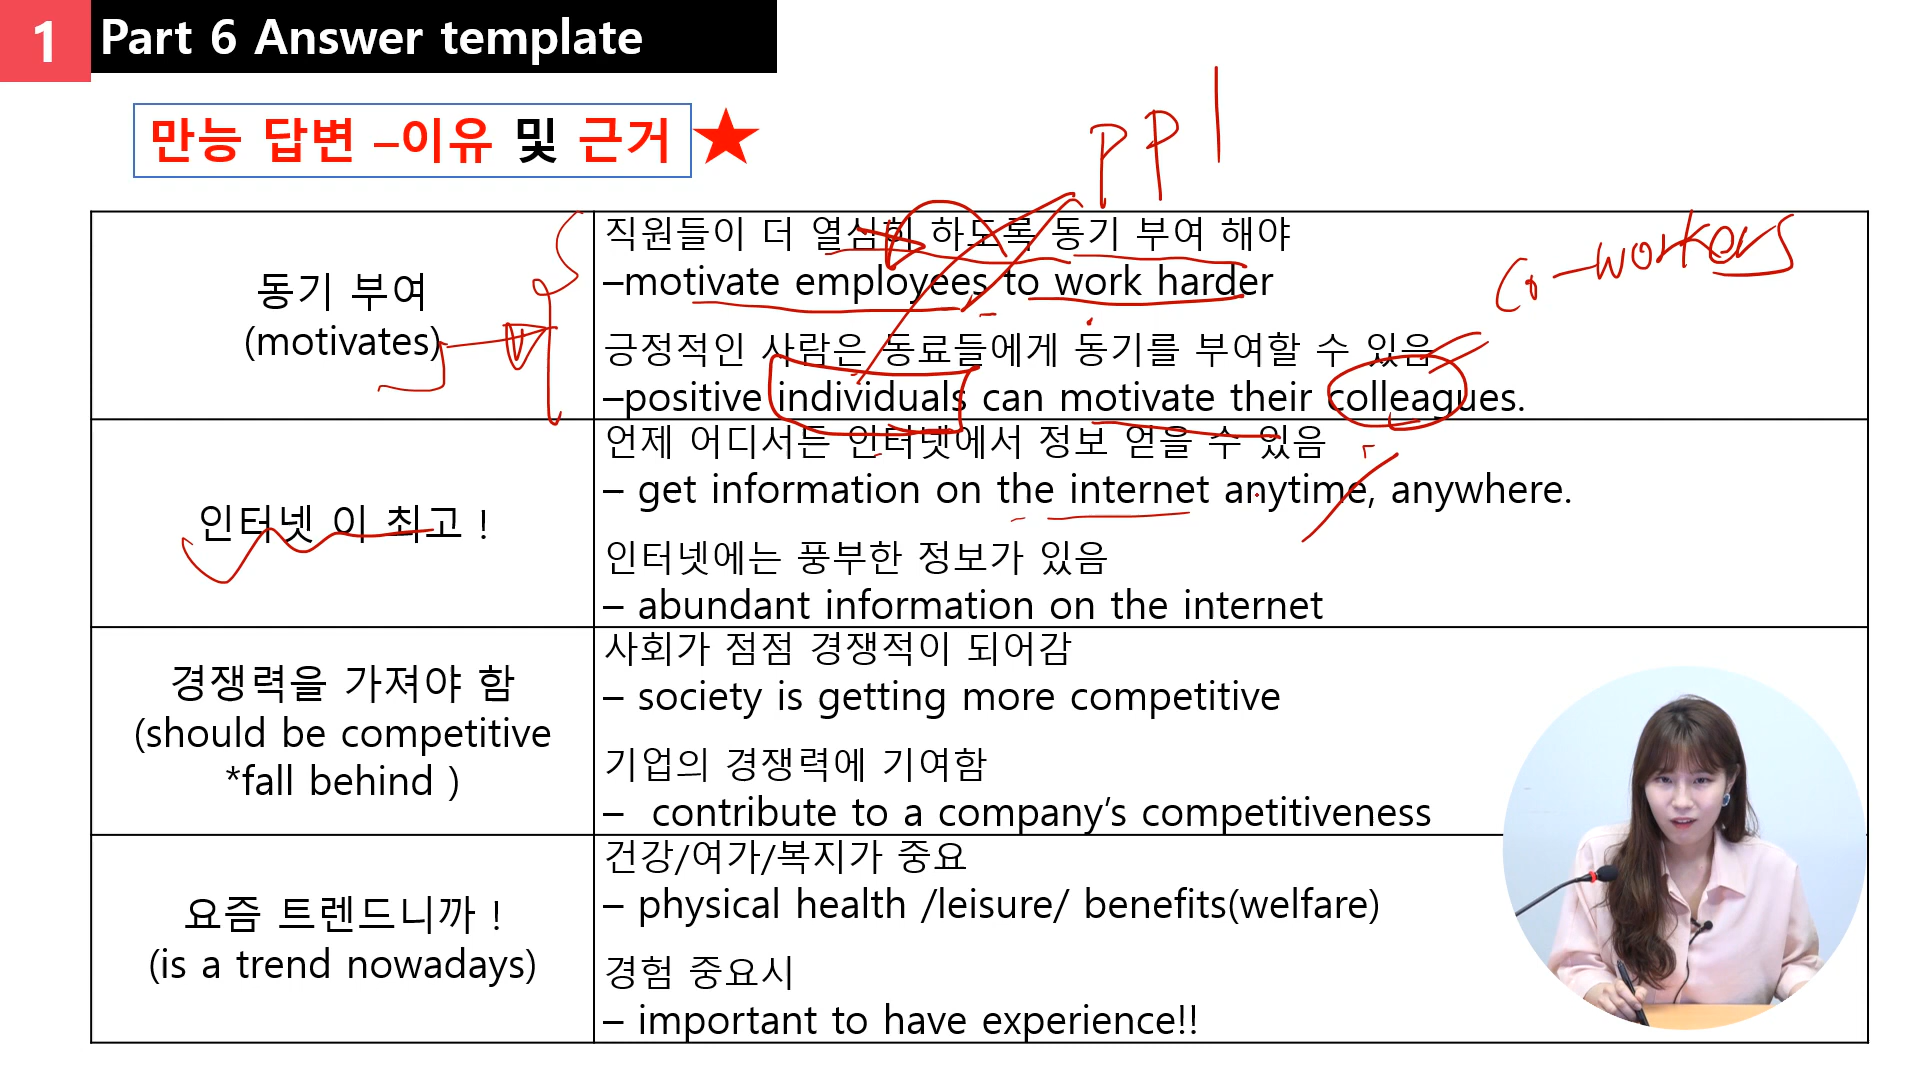 1 Part 6 Answer template
만능 답변 –이유 및 근거
ppl
co-workers
동기 부여
(motivates)
직원들이 더 열심히 하도록 동기 부여 해야
–motivate employees to work harder
긍정적인 사람은 동료들에게 동기를 부여할 수 있음
–positive individuals can motivate their colleagues.
인터넷 이 최고 !
언제 어디서든 인터넷에서 정보 얻을 수 있음
– get information on the internet anytime, anywhere.
인터넷에는 풍부한 정보가 있음
– abundant information on the internet
경쟁력을 가져야 함
(should be competitive
*fall behind )
사회가 점점 경쟁적이 되어감
– society is getting more competitive
기업의 경쟁력에 기여함
– contribute to a company’s competitiveness
요즘 트렌드니까 !
(is a trend nowadays)
건강/여가/복지가 중요
– physical health /leisure/ benefits(welfare)
경험 중요시
– important to have experience!!